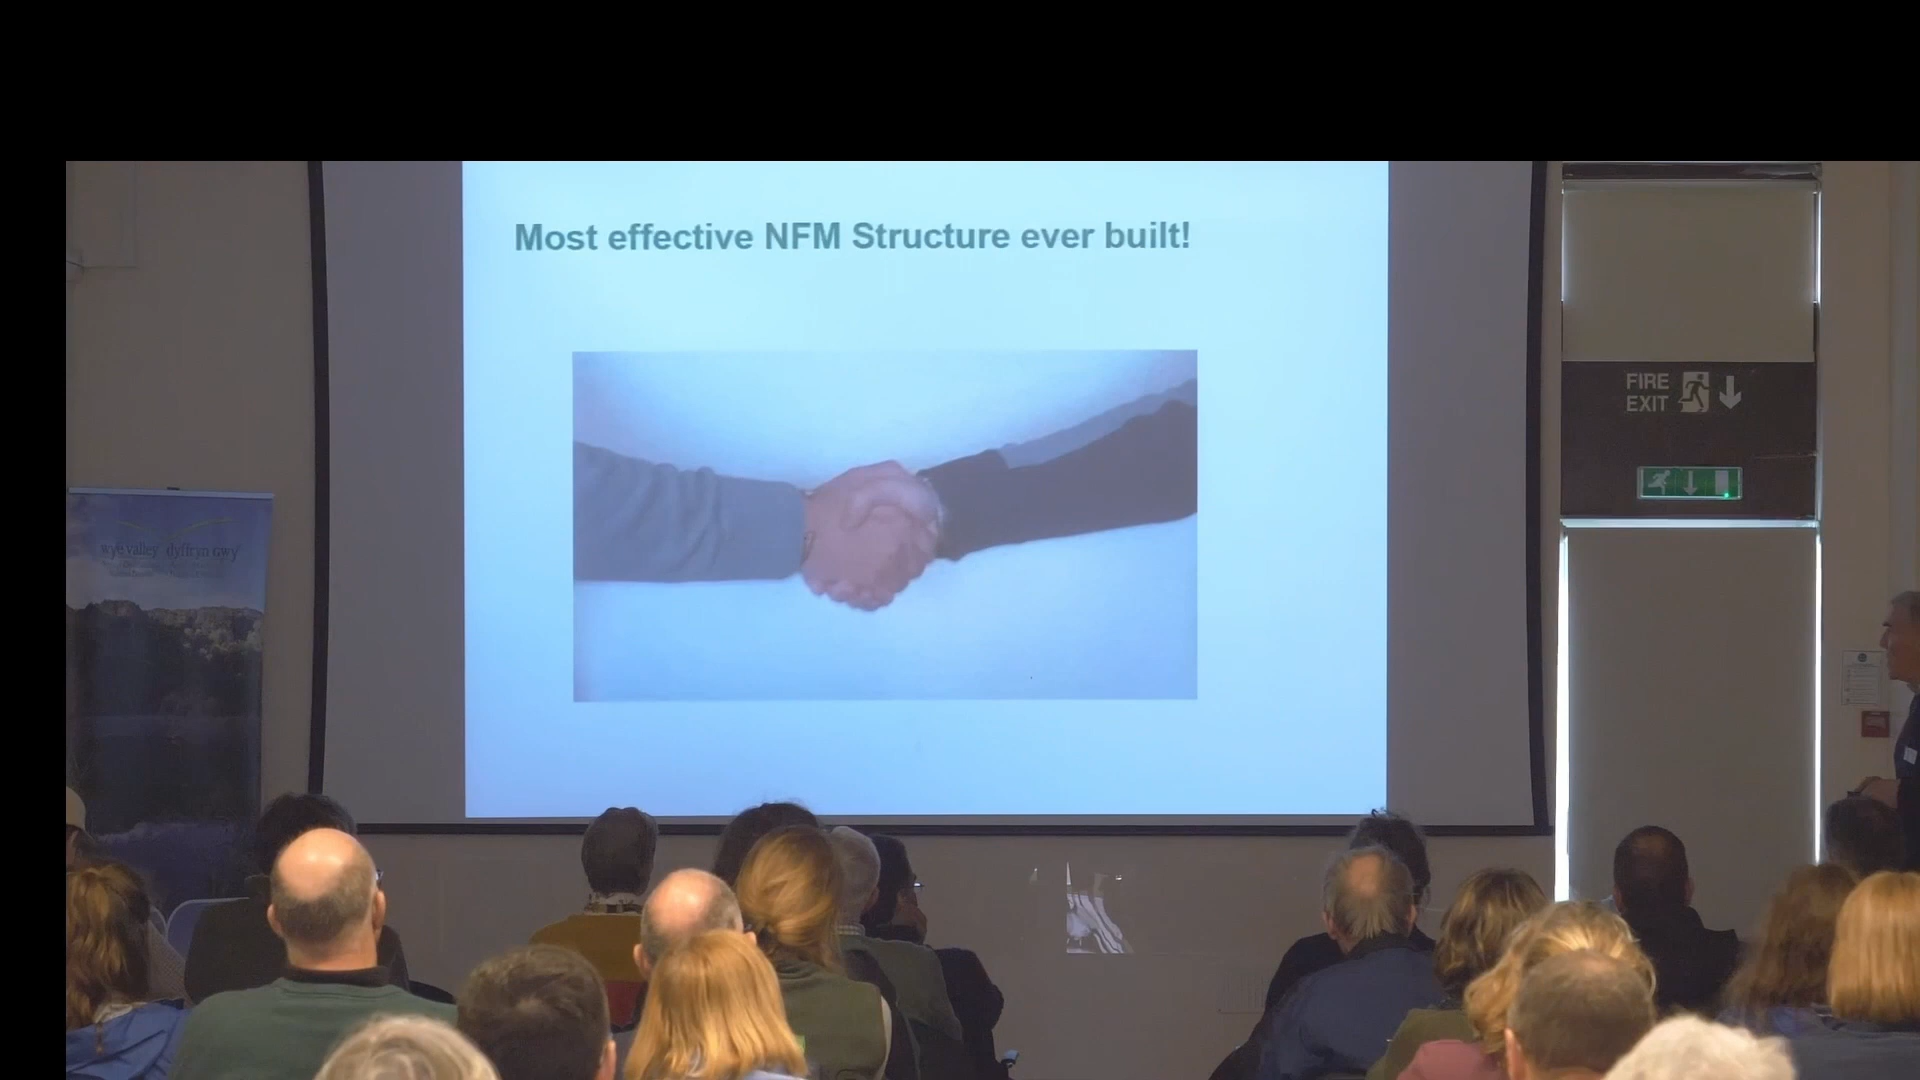 Most effective NFM Structure ever built!
FIRE
EXIT
wye valley dyffryn gwy